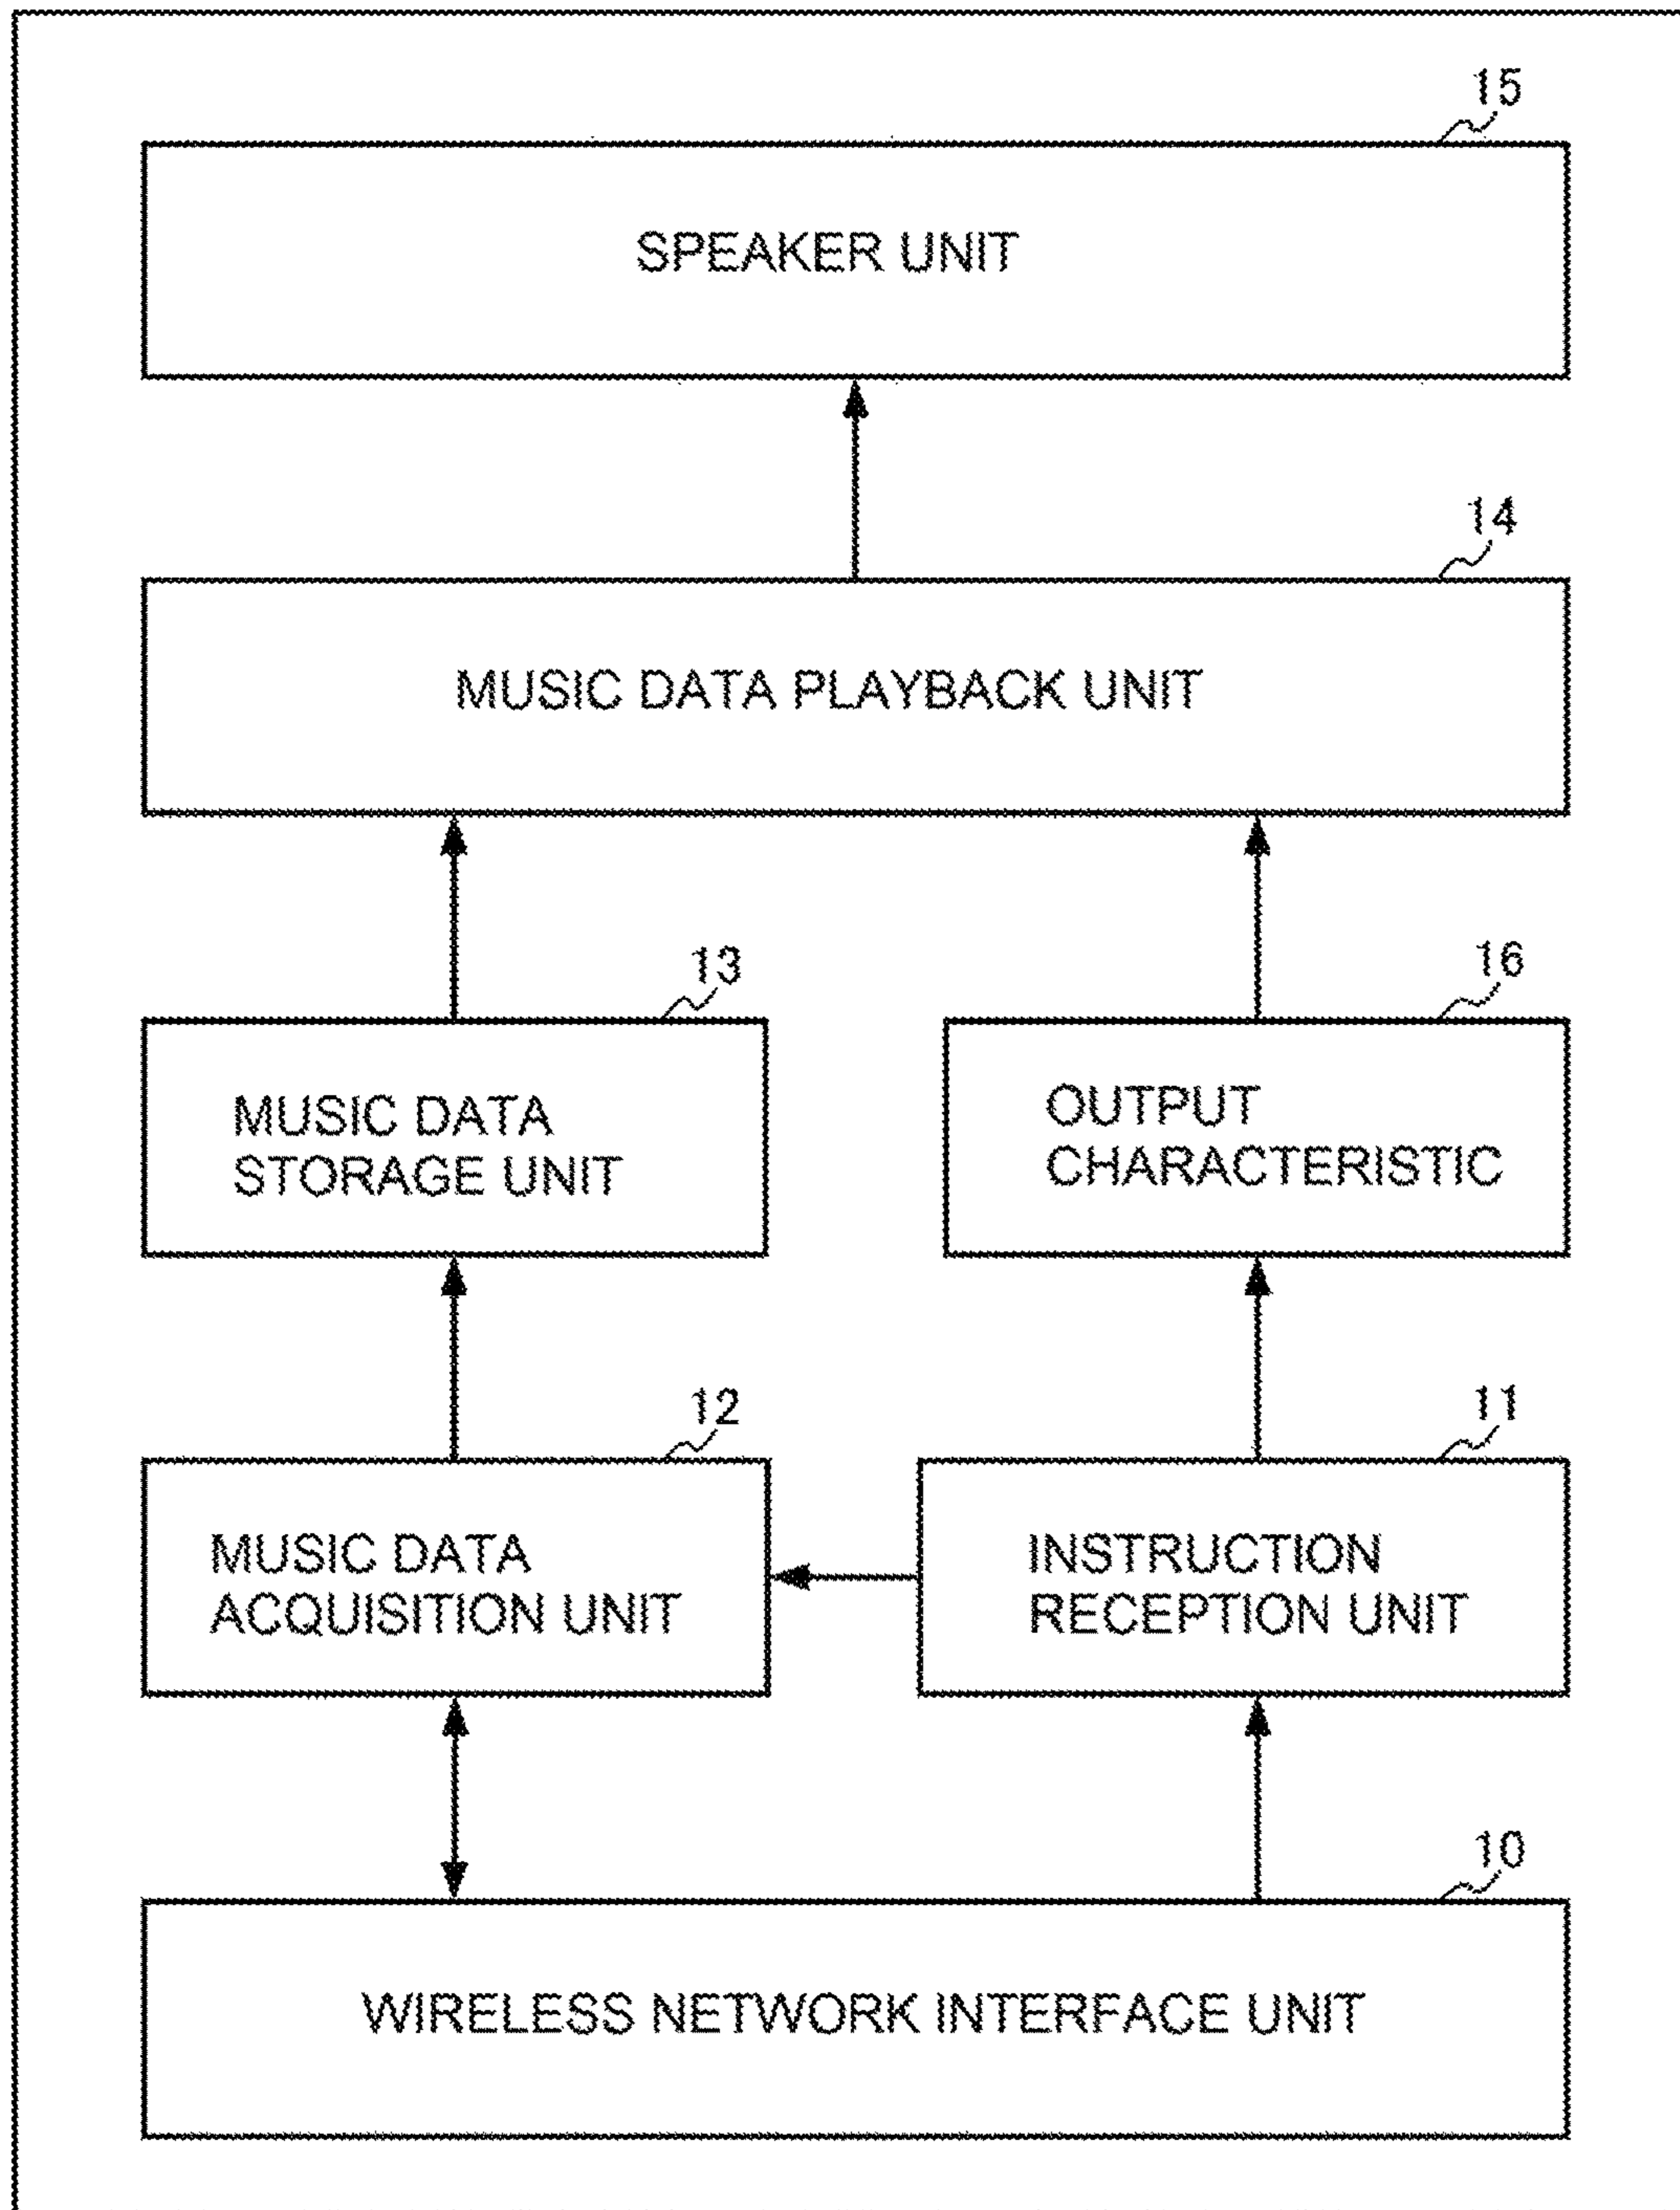 15
SPEAKER UNIT
14
MUSIC DATA PLAYBACK UNIT
13
16
MUSIC DATA
STORAGE UNIT
OUTPUT
CHARACTERISTIC
12
11
MUSIC DATA
ACQUISITION UNIT
INSTRUCTION
RECEPTION UNIT
10
WIRELESS NETWORK INTERFACE UNIT